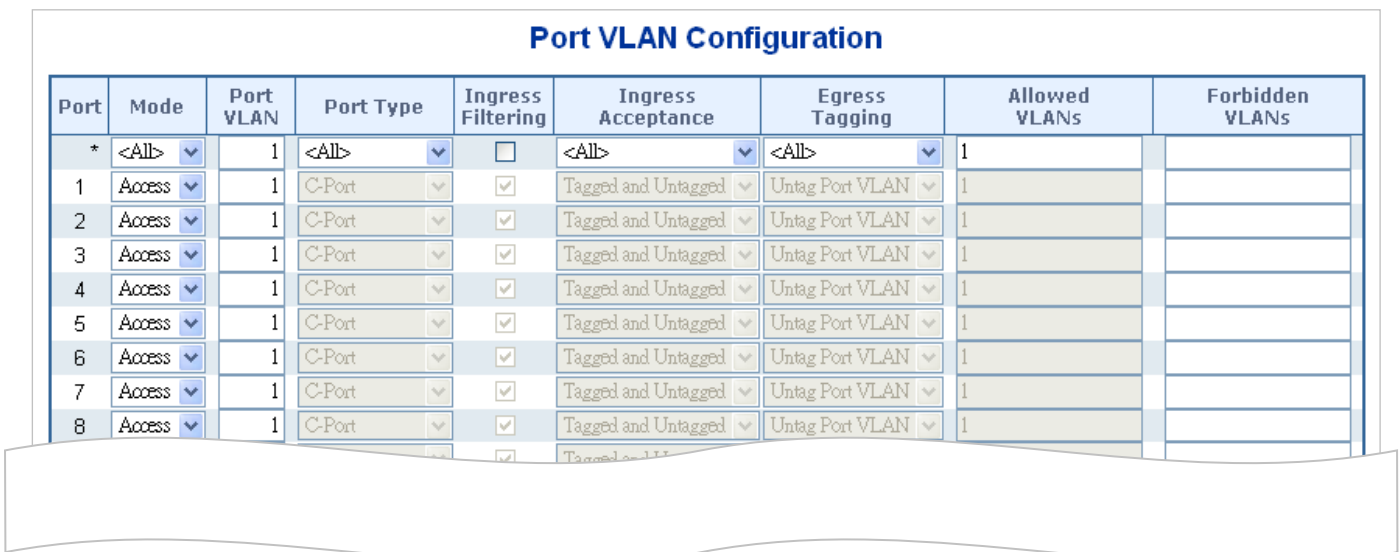 Port VLAN Configuration
Port Mode Port VLAN Port Type Ingress Filtering Ingress Acceptance Egress Tagging Allowed VLANs Forbidden VLANs
* <All> 1 <All> <All> <All> 1
1 Access 1 C-Port Tagged and Untagged Untag Port VLAN 1
2 Access 1 C-Port Tagged and Untagged Untag Port VLAN 1
3 Access 1 C-Port Tagged and Untagged Untag Port VLAN 1
4 Access 1 C-Port Tagged and Untagged Untag Port VLAN 1
5 Access 1 C-Port Tagged and Untagged Untag Port VLAN 1
6 Access 1 C-Port Tagged and Untagged Untag Port VLAN 1
7 Access 1 C-Port Tagged and Untagged Untag Port VLAN 1
8 Access 1 C-Port Tagged and Untagged Untag Port VLAN 1